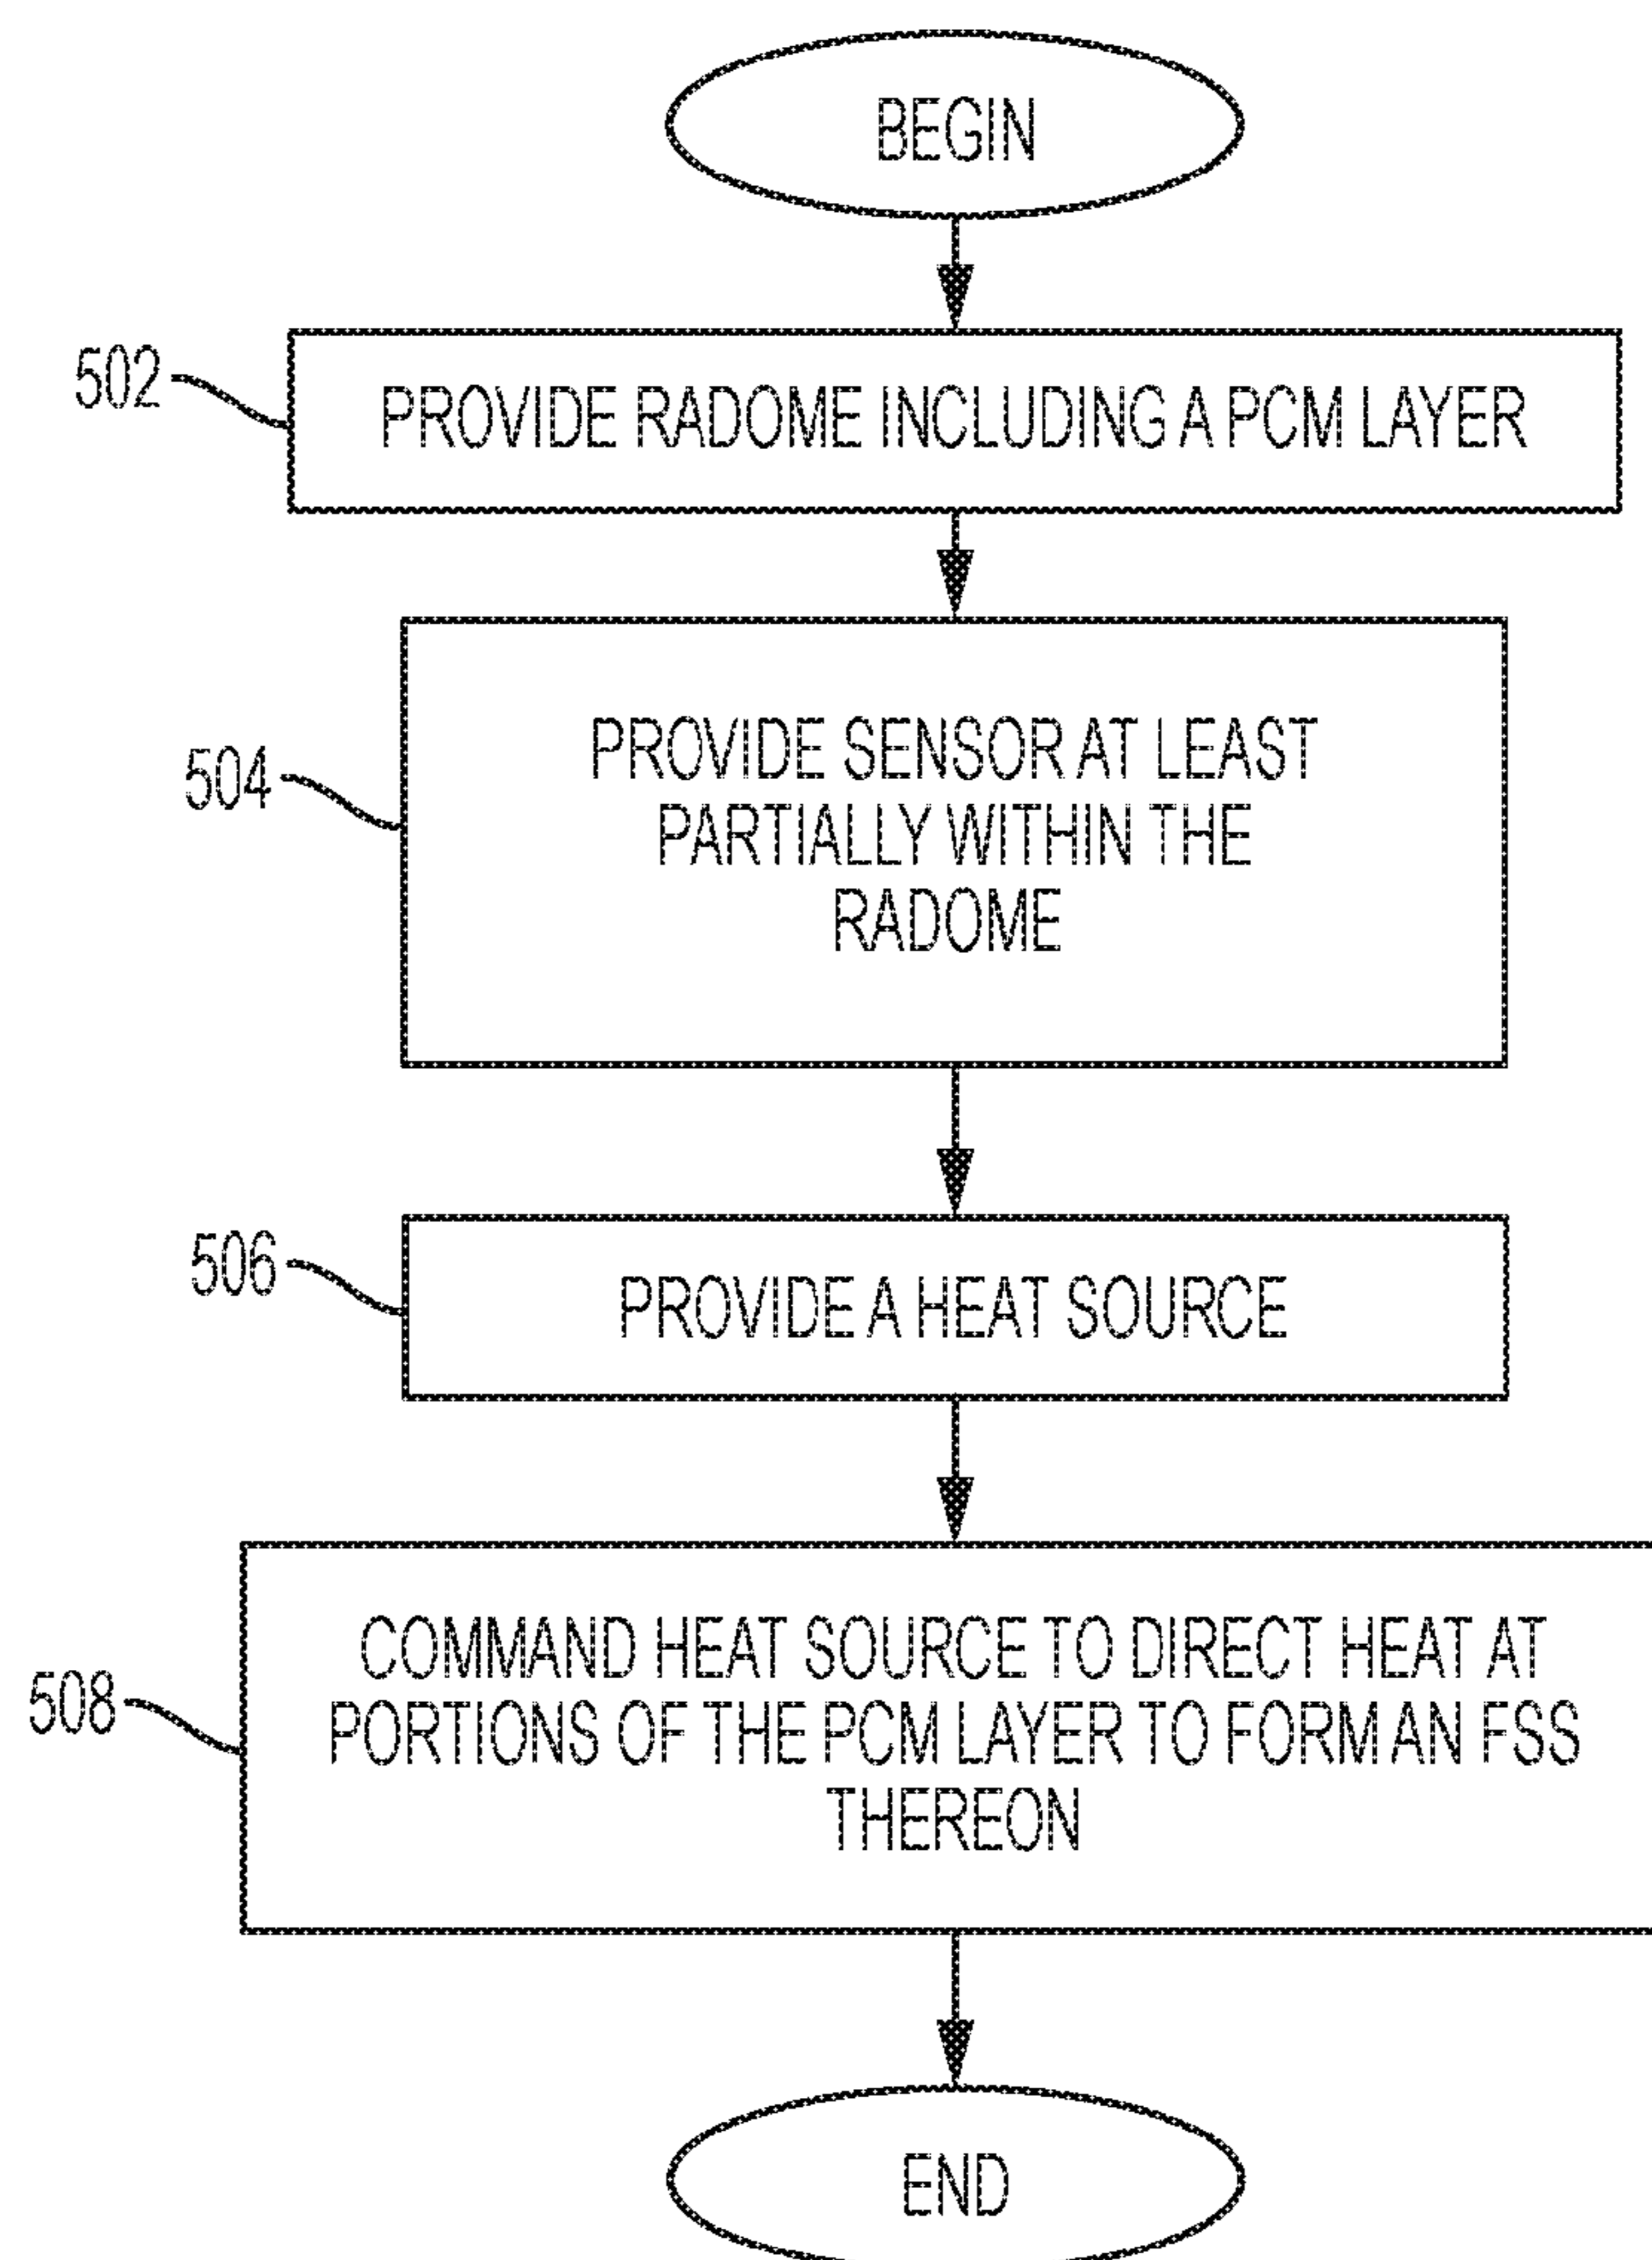 BEGIN
502
PROVIDE RADOME INCLUDING A PCM LAYER
504
PROVIDE SENSOR AT LEAST
PARTIALLY WITHIN THE
RADOME
506
PROVIDE A HEAT SOURCE
508
COMMAND HEAT SOURCE TO DIRECT HEAT AT
PORTIONS OF THE PCM LAYER TO FORM AN FSS
THEREON
END